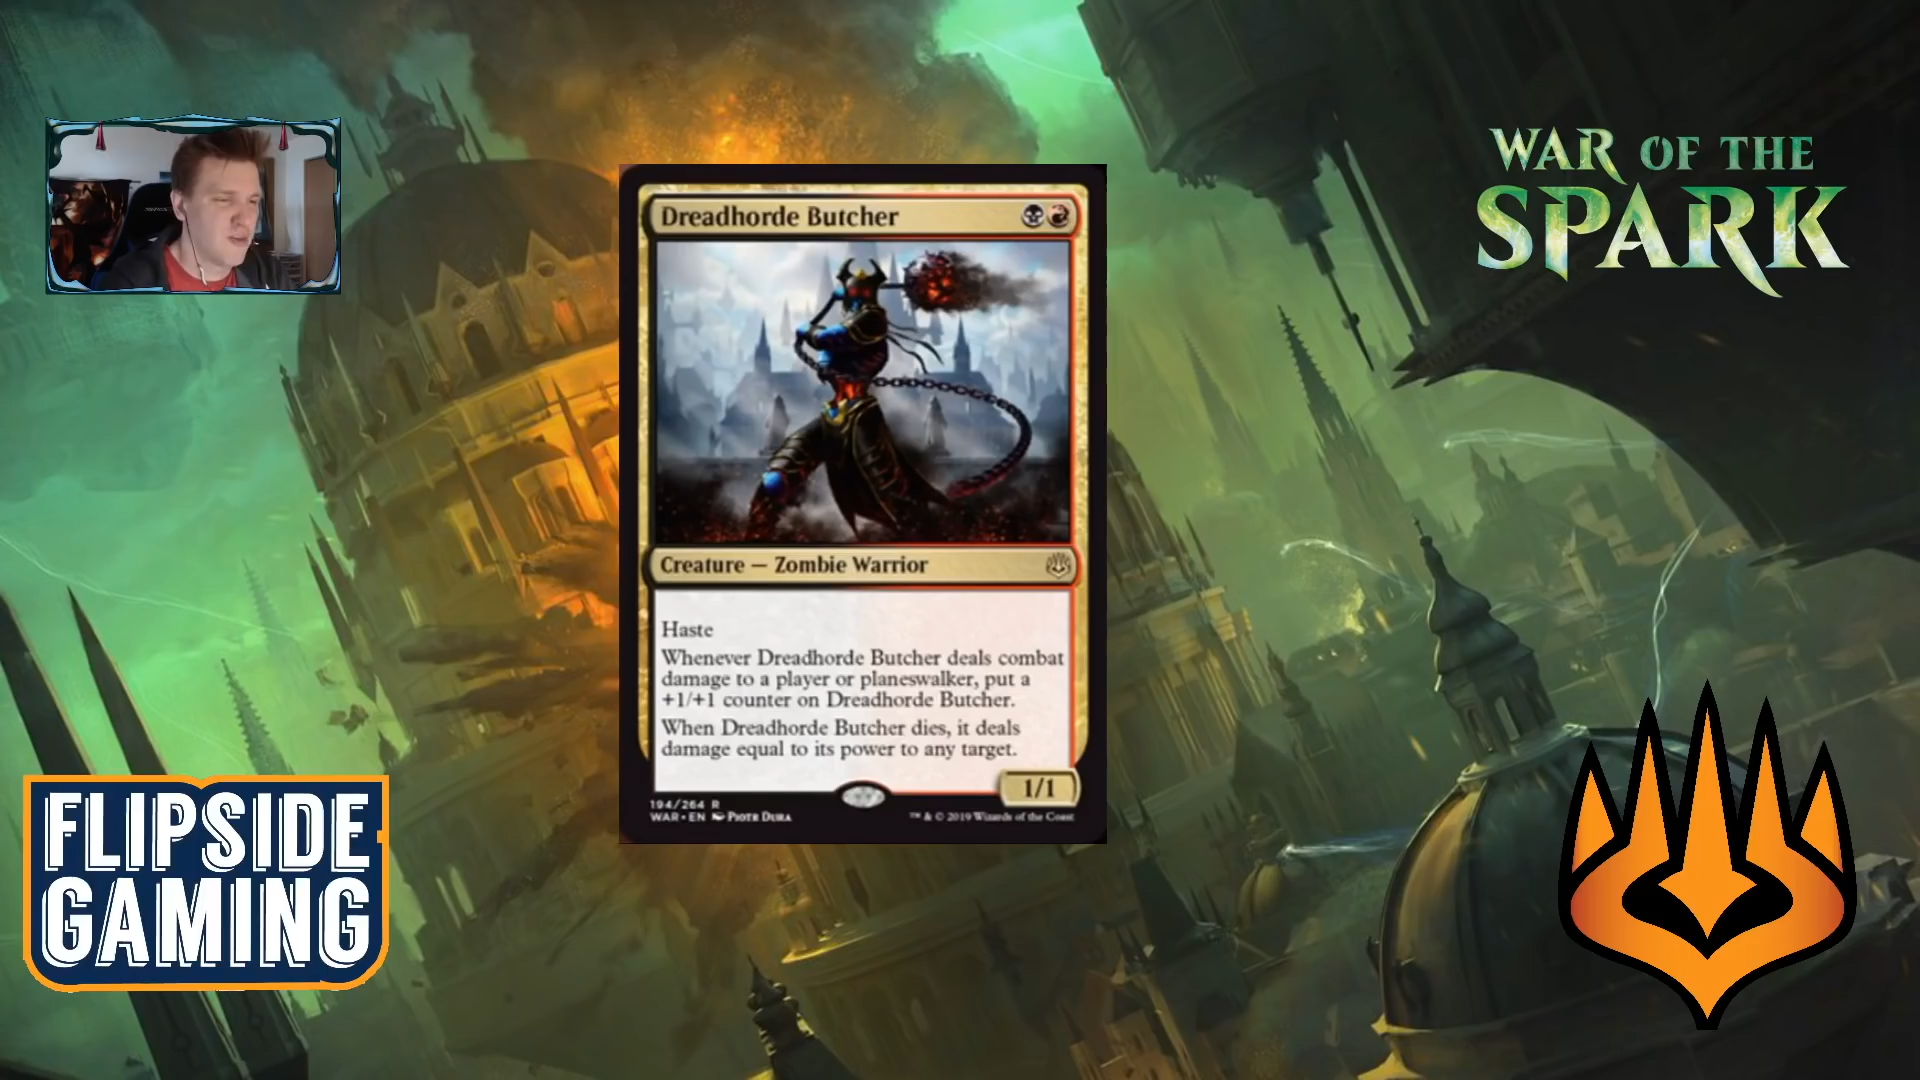 WAR OF THE
SPARK
Dreadhorde Butcher
Creature — Zombie Warrior
Haste
Whenever Dreadhorde Butcher deals combat
damage to a player or planeswalker, put a
+1/+1 counter on Dreadhorde Butcher.
When Dreadhorde Butcher dies, it deals
damage equal to its power to any target.
1/1
194/264 R
WAR • EN Piotr Dura
™ & © 2019 Wizards of the Coast
FLIPSIDE
GAMING